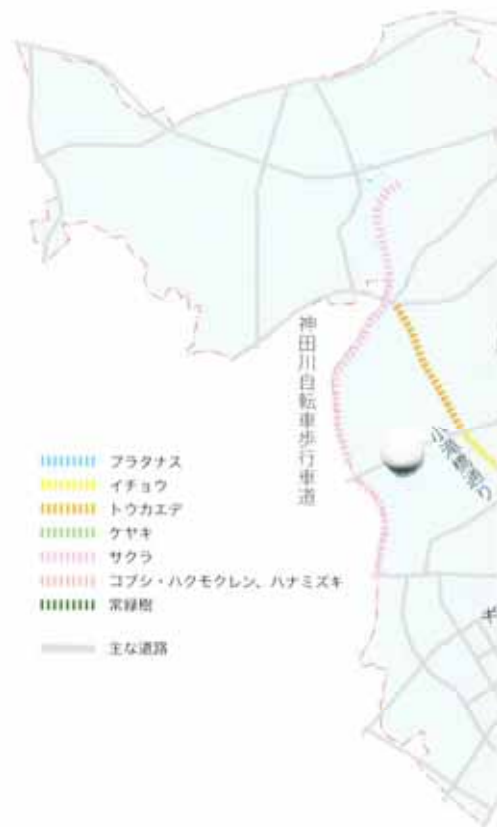 神田川自転車歩行車道
小滝橋通り
プラタナス
イチョウ
トウカエデ
ケヤキ
サクラ
コブシ・ハクモクレン、ハナミズキ
常緑樹
主な道路